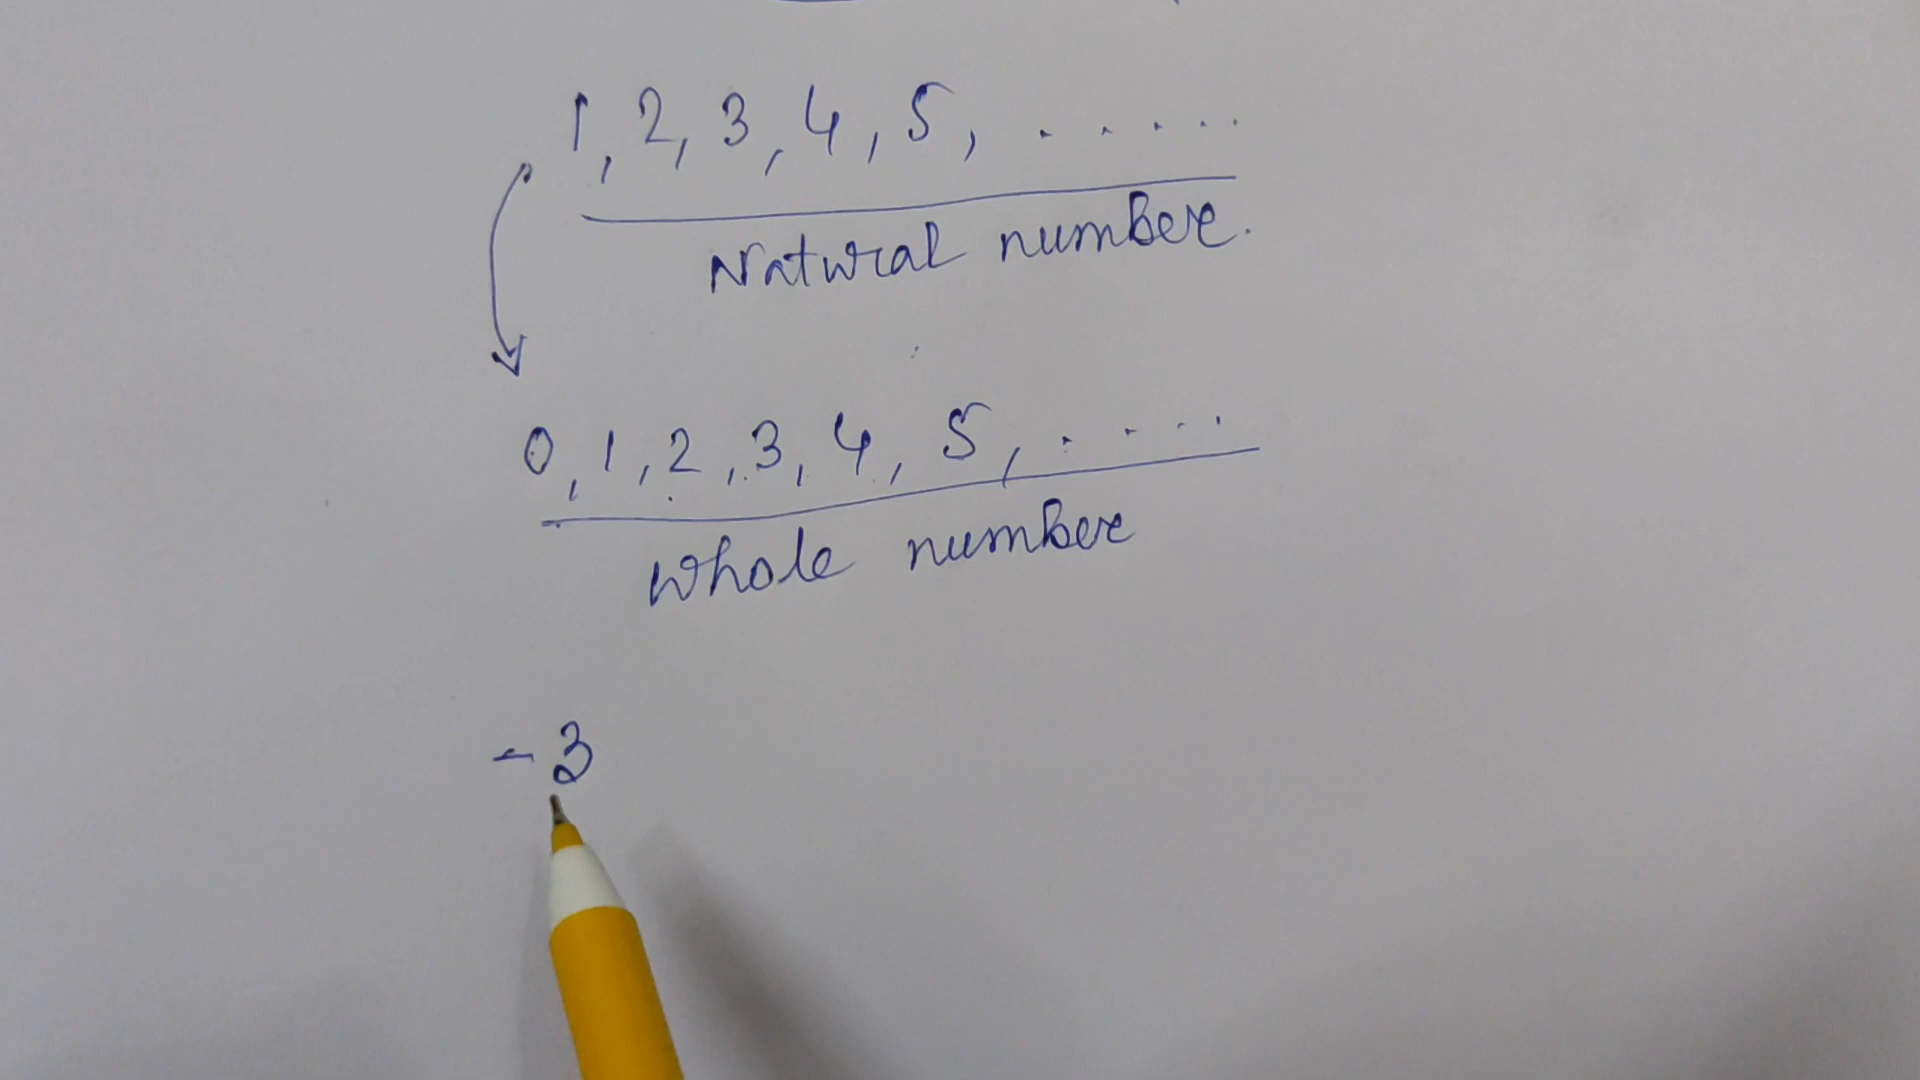 1, 2, 3, 4, 5, . . . . .
Natural number.
0, 1, 2, 3, 4, 5, . . . .
Whole number
- 3